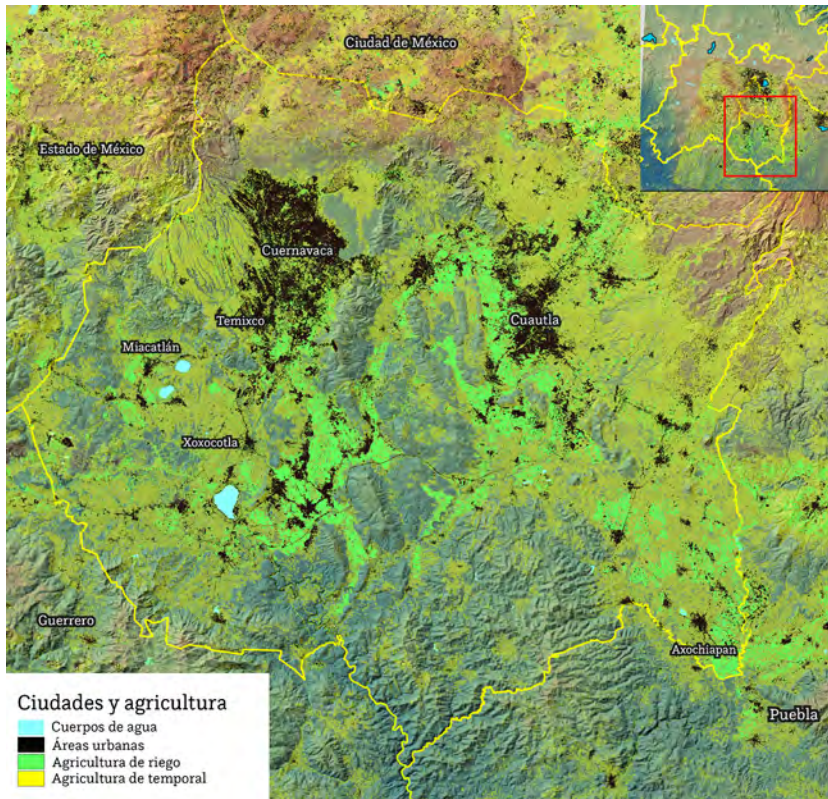 Ciudad de México
Estado de México
Cuernavaca
Temixco
Cuautla
Miacatlán
Xoxocotla
Guerrero
Axochiapan
Puebla
Ciudades y agricultura
Cuerpos de agua
Áreas urbanas
Agricultura de riego
Agricultura de temporal